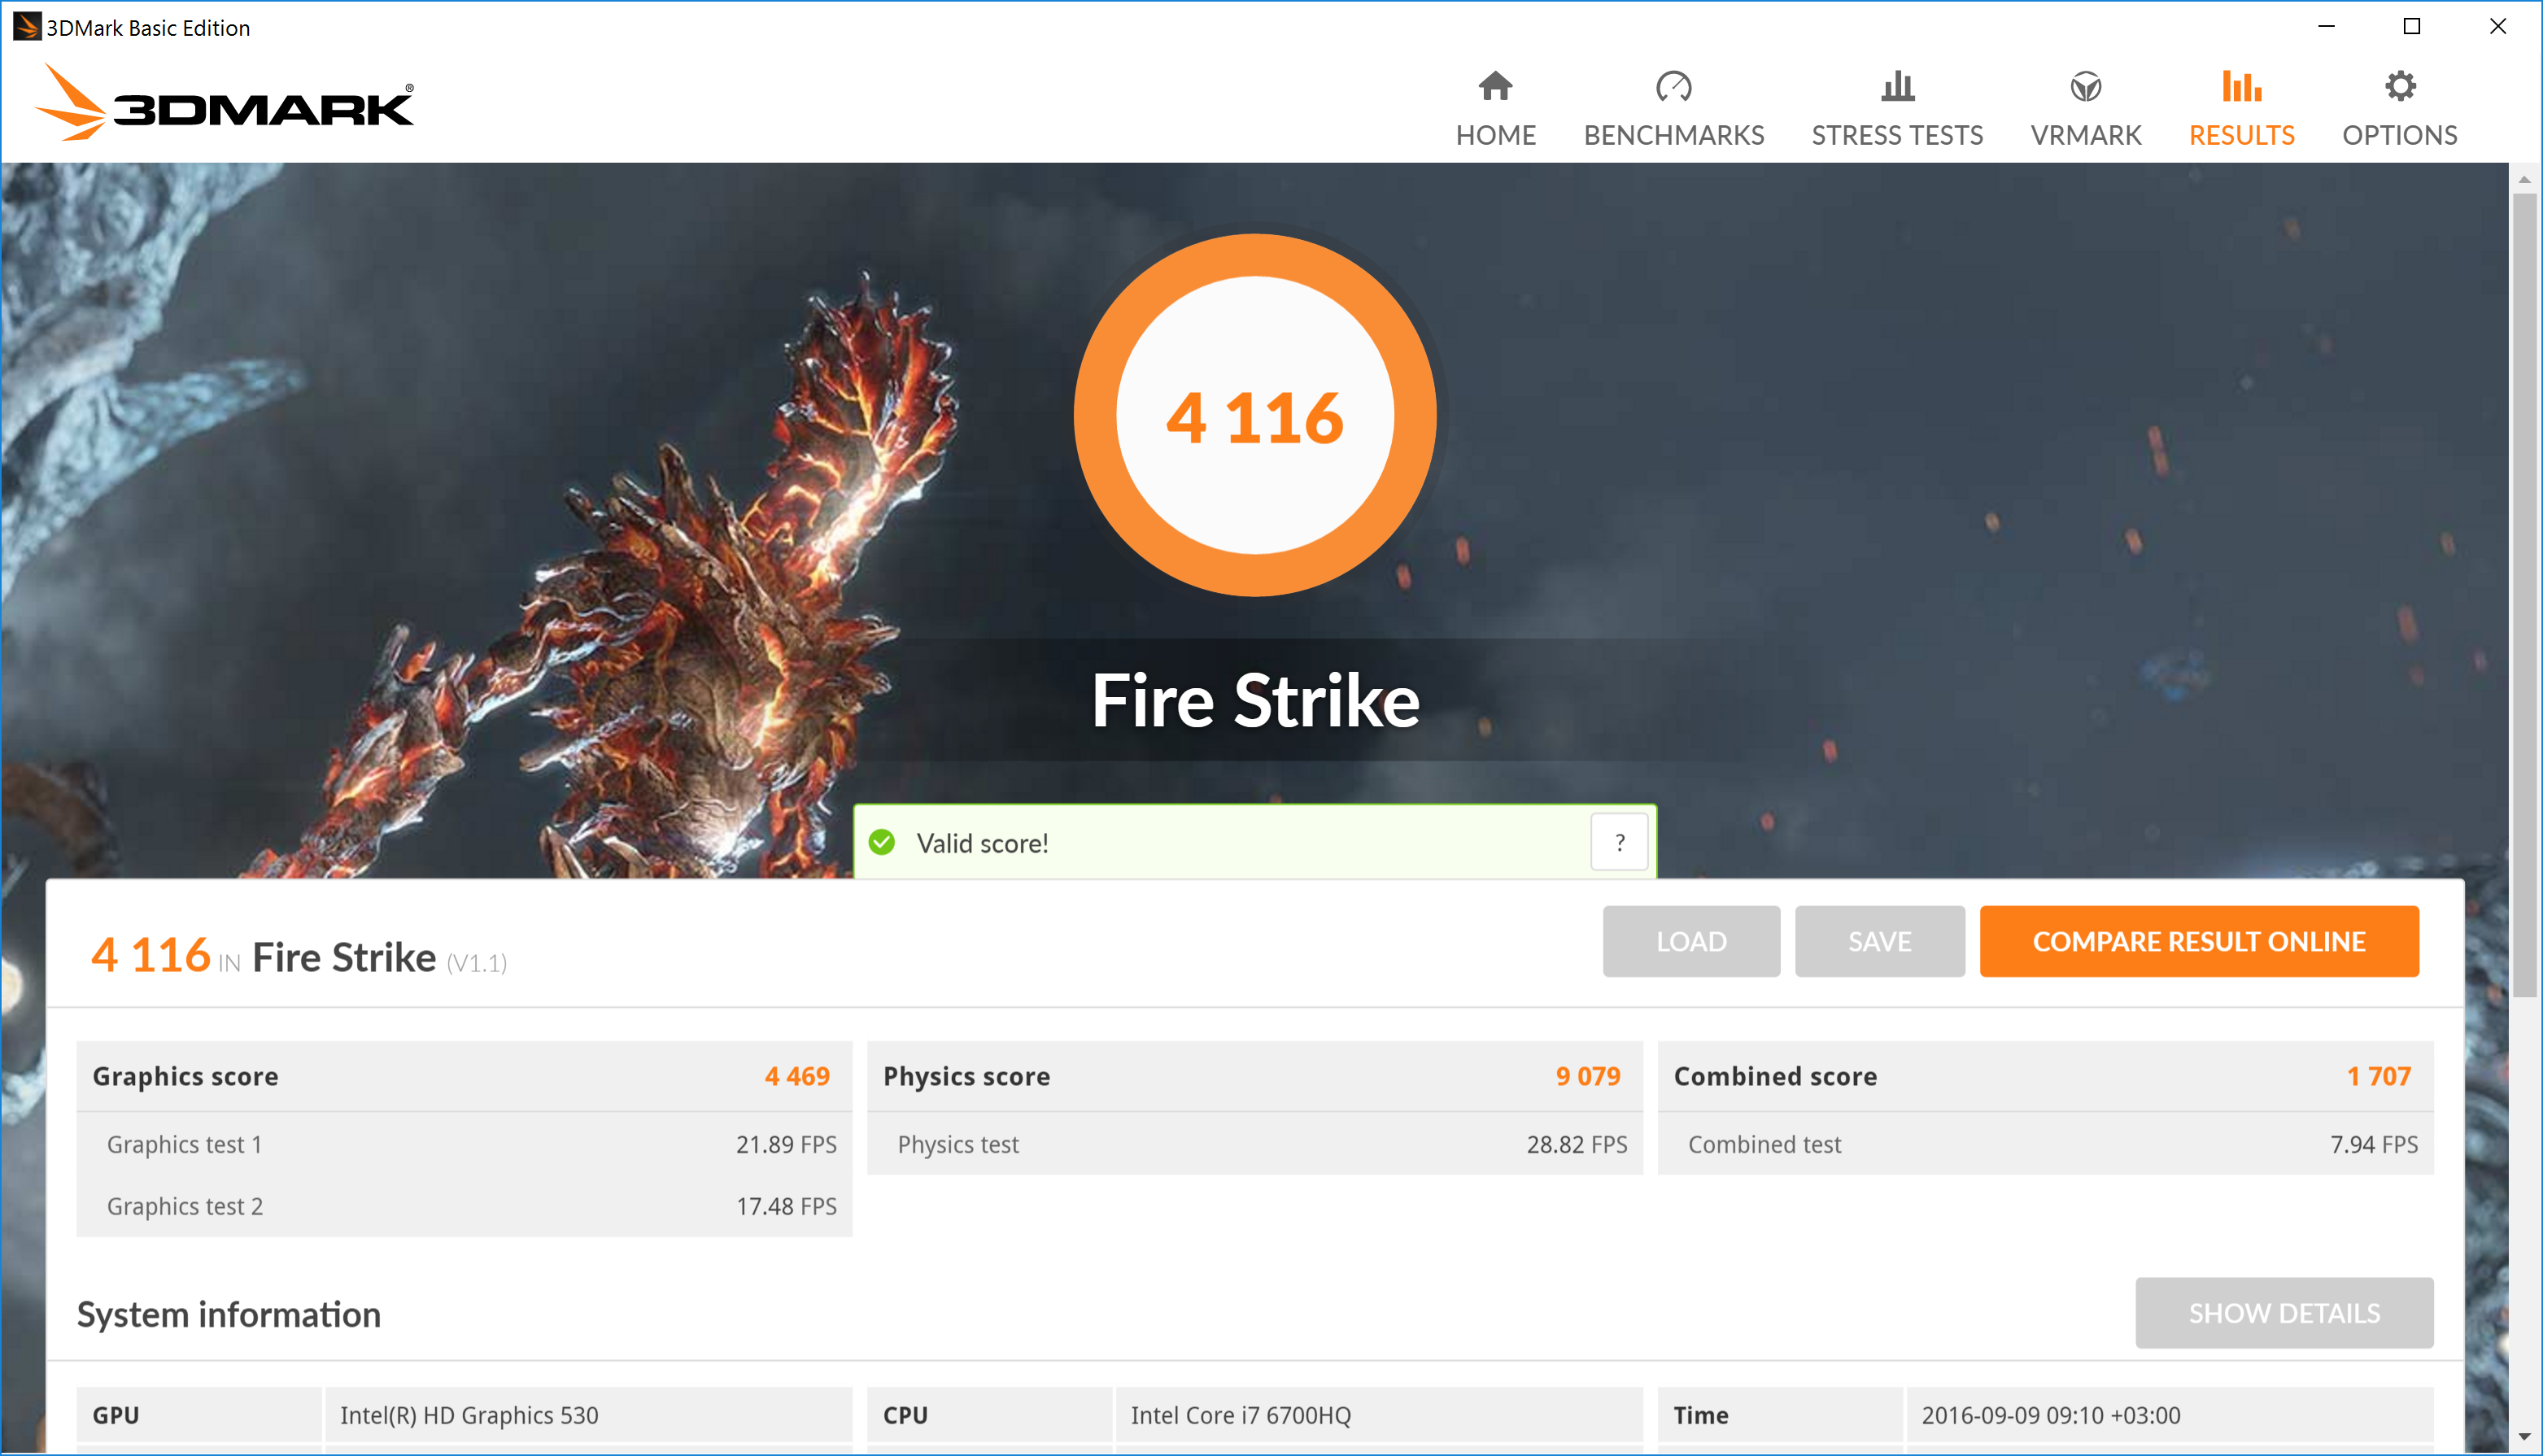 3DMark Basic Edition
3DMARK®
HOME
BENCHMARKS
STRESS TESTS
VRMARK
RESULTS
OPTIONS
4 116
Fire Strike
Valid score!
?
4 116 IN Fire Strike (V1.1)
LOAD
SAVE
COMPARE RESULT ONLINE
Graphics score 4 469
Graphics test 1 21.89 FPS
Graphics test 2 17.48 FPS
Physics score 9 079
Physics test 28.82 FPS
Combined score 1 707
Combined test 7.94 FPS
System information
SHOW DETAILS
GPU Intel(R) HD Graphics 530
CPU Intel Core i7 6700HQ
Time 2016-09-09 09:10 +03:00